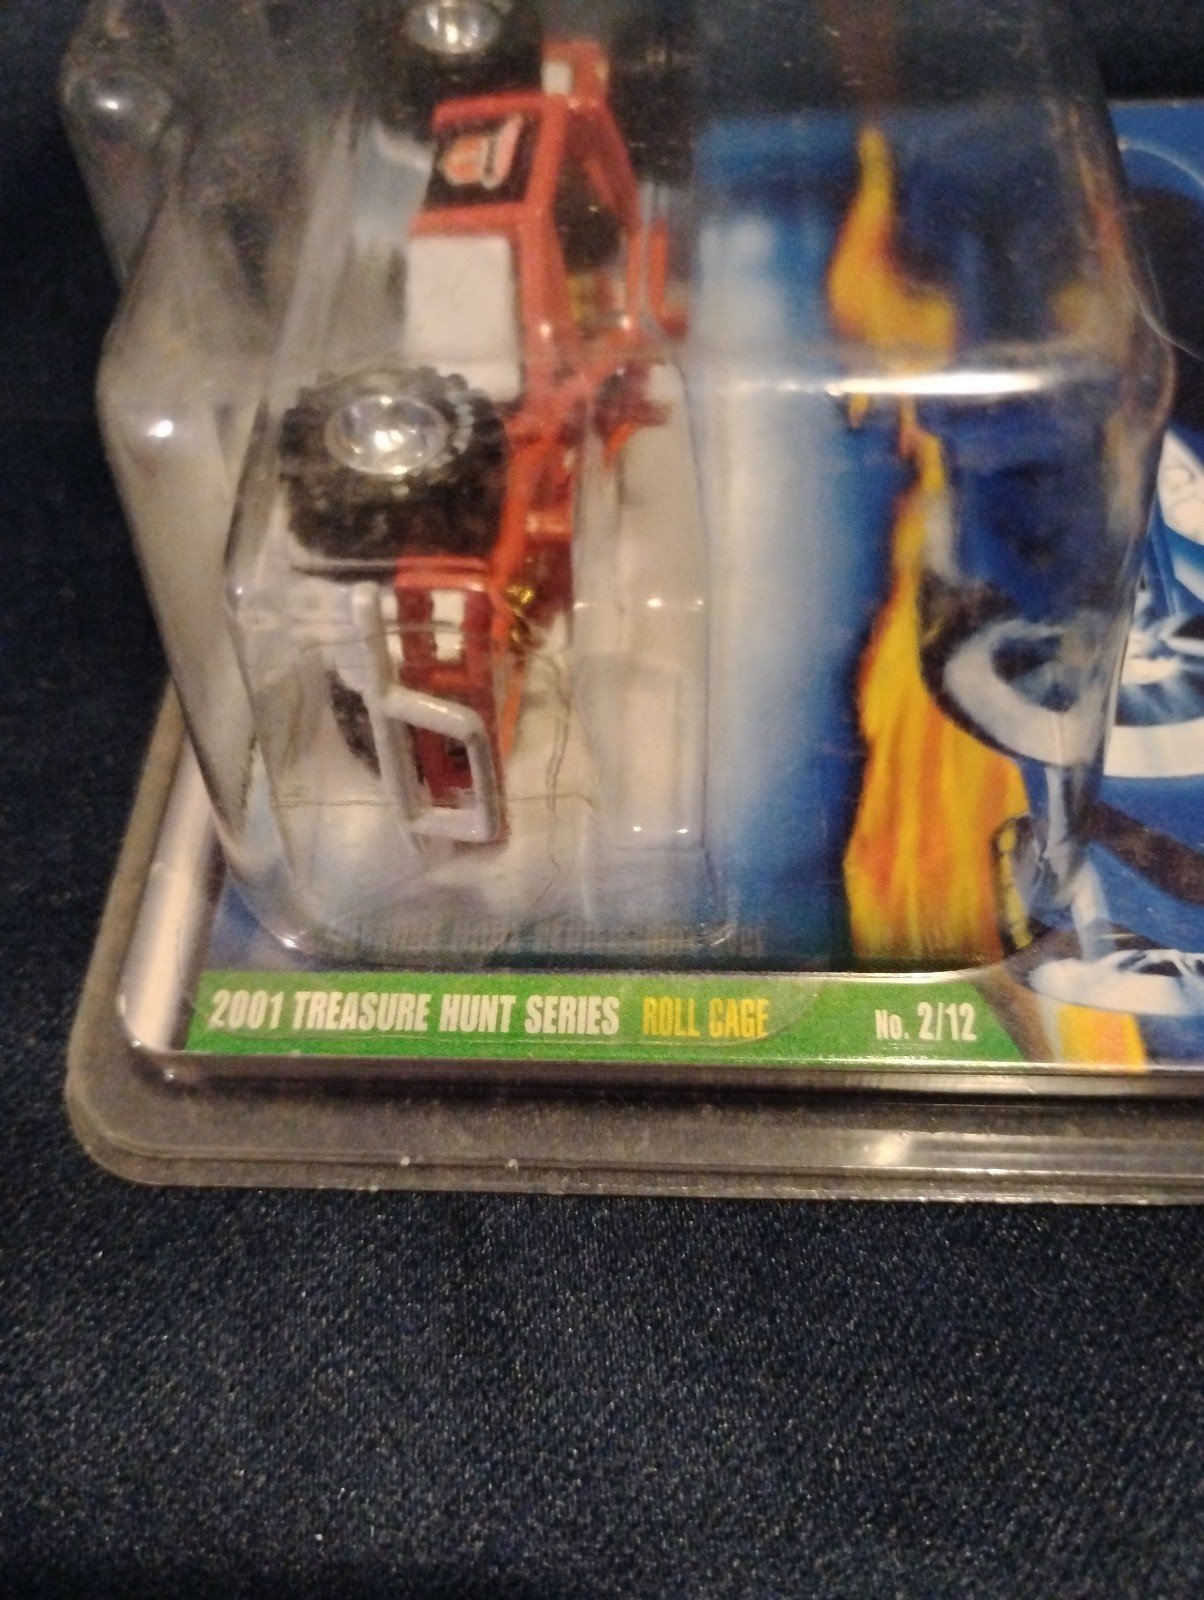 2001 TREASURE HUNT SERIES ROLL CAGE No. 2/12